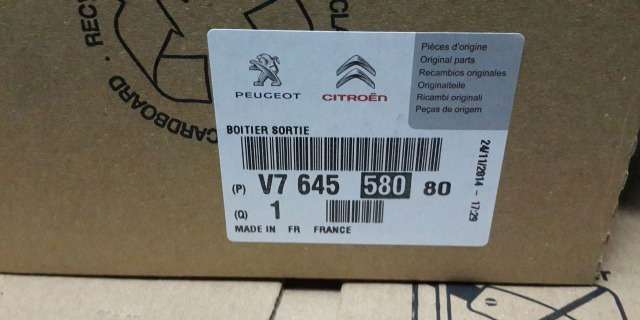 RECYC
CARDBOARD
PEUGEOT
CITROËN
Pièces d'origine
Original parts
Recambios originales
Originalteile
Ricambi originali
Peças de origem
BOITIER SORTIE
(P) V7 645 580 80
(Q) 1
MADE IN FR FRANCE
24/11/2014 - 17:29